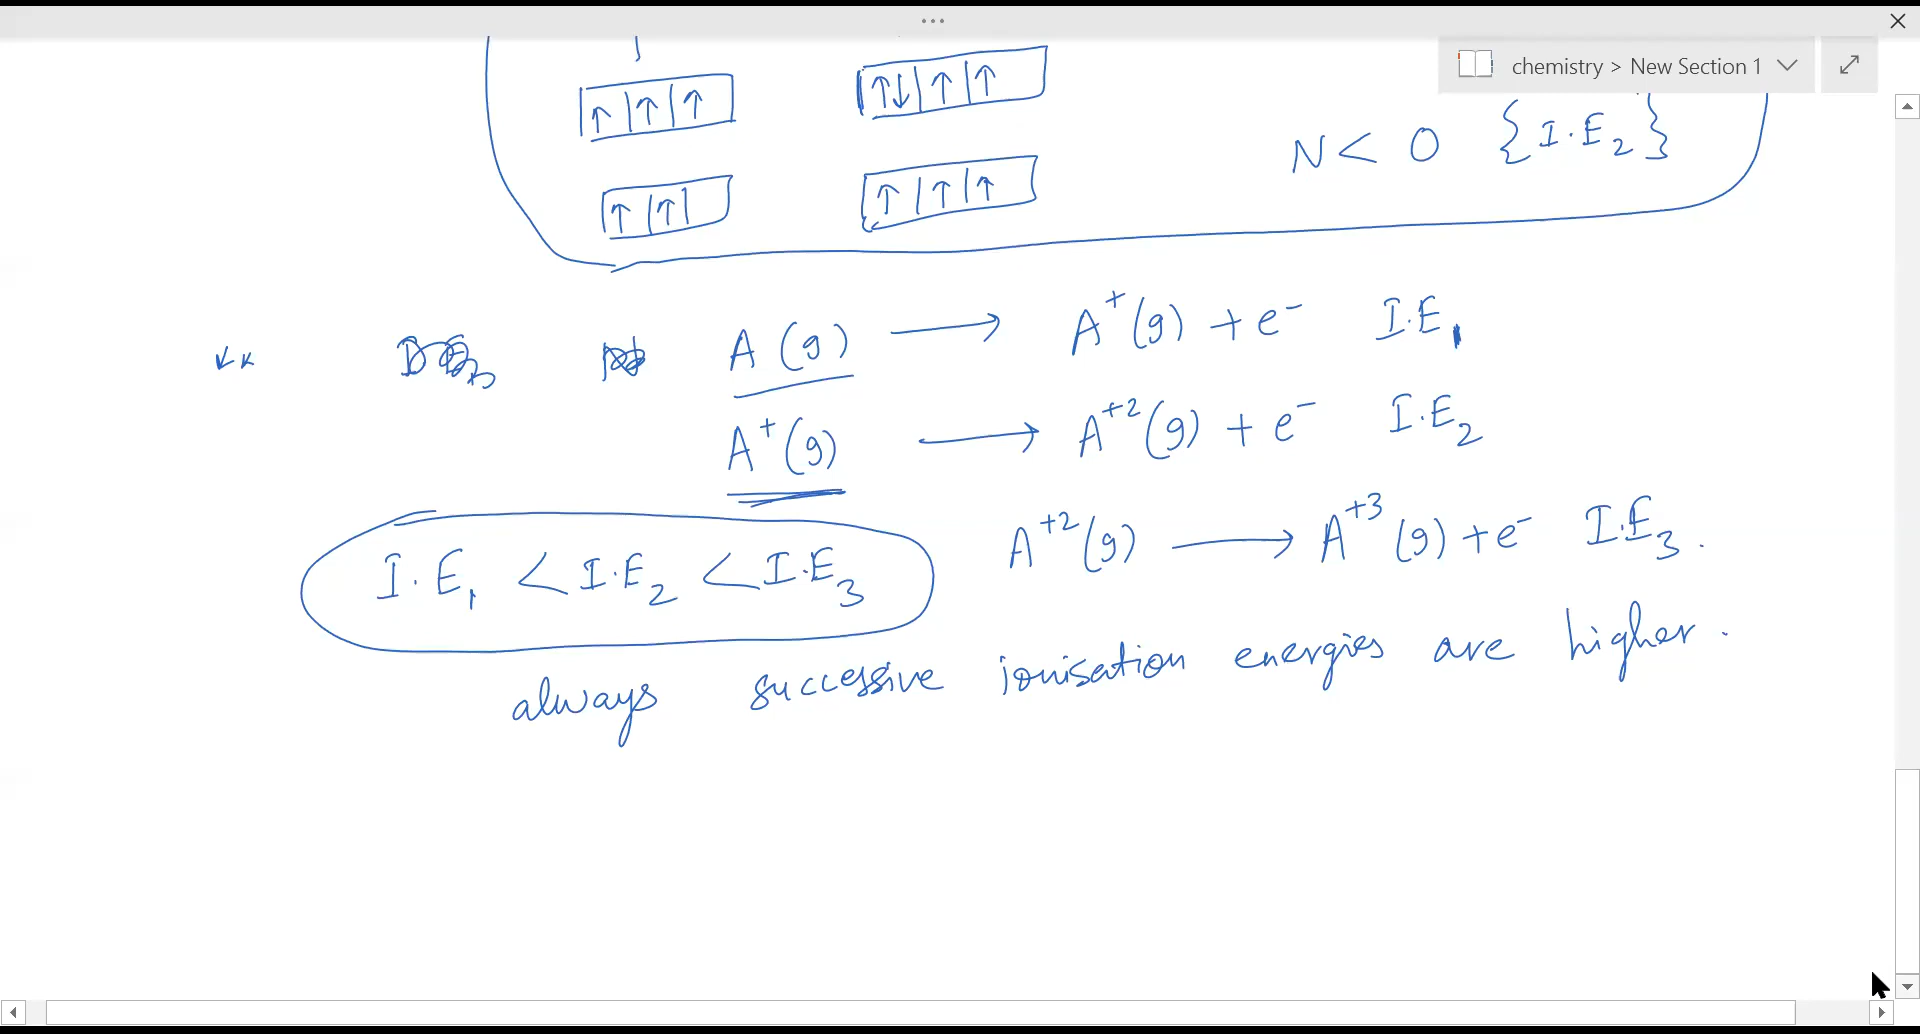 chemistry > New Section 1
↑ | ↑ | ↑
↑↓ | ↑ | ↑
N < O {I.E₂}
↑ | ↑ |
↑ | ↑ | ↑
A (g) → A⁺(g) + e⁻ I.E₁
A⁺(g) → A⁺²(g) + e⁻ I.E₂
A⁺²(g) → A⁺³(g) + e⁻ I.E₃.
I.E₁ < I.E₂ < I.E₃
always successive ionisation energies are higher.